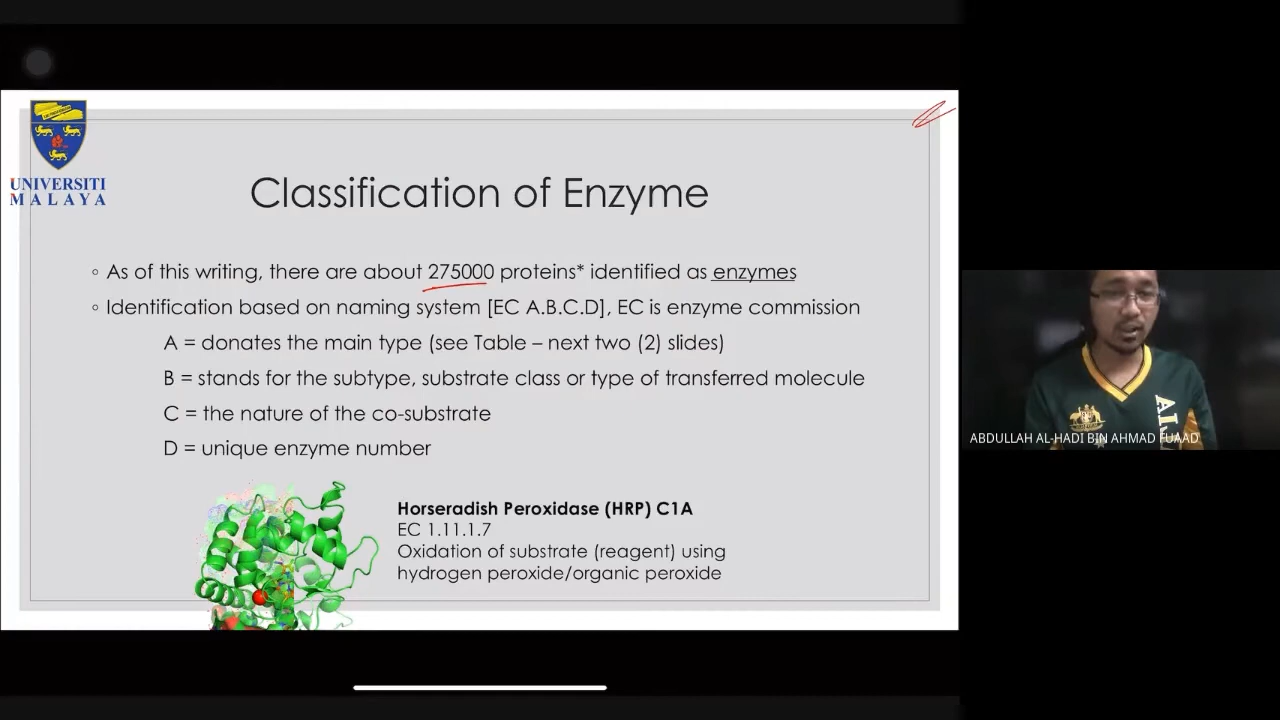 UNIVERSITI
MALAYA
Classification of Enzyme
◦ As of this writing, there are about 275000 proteins* identified as enzymes
◦ Identification based on naming system [EC A.B.C.D], EC is enzyme commission
A = donates the main type (see Table – next two (2) slides)
B = stands for the subtype, substrate class or type of transferred molecule
C = the nature of the co-substrate
D = unique enzyme number
Horseradish Peroxidase (HRP) C1A
EC 1.11.1.7
Oxidation of substrate (reagent) using
hydrogen peroxide/organic peroxide
ABDULLAH AL-HADI BIN AHMAD FUAAD